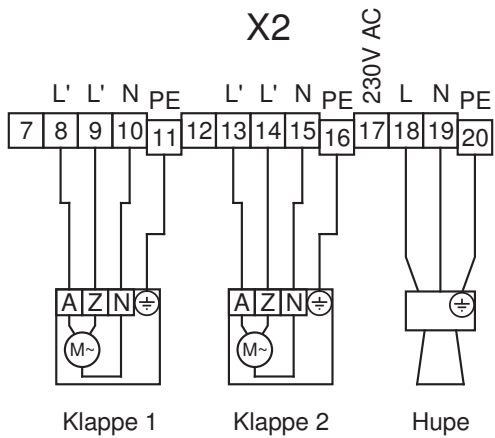 X2
230V AC
L' L' N PE L' L' N PE L N PE
7 8 9 10 11 12 13 14 15 16 17 18 19 20
A Z N A Z N
M~ M~
Klappe 1 Klappe 2 Hupe